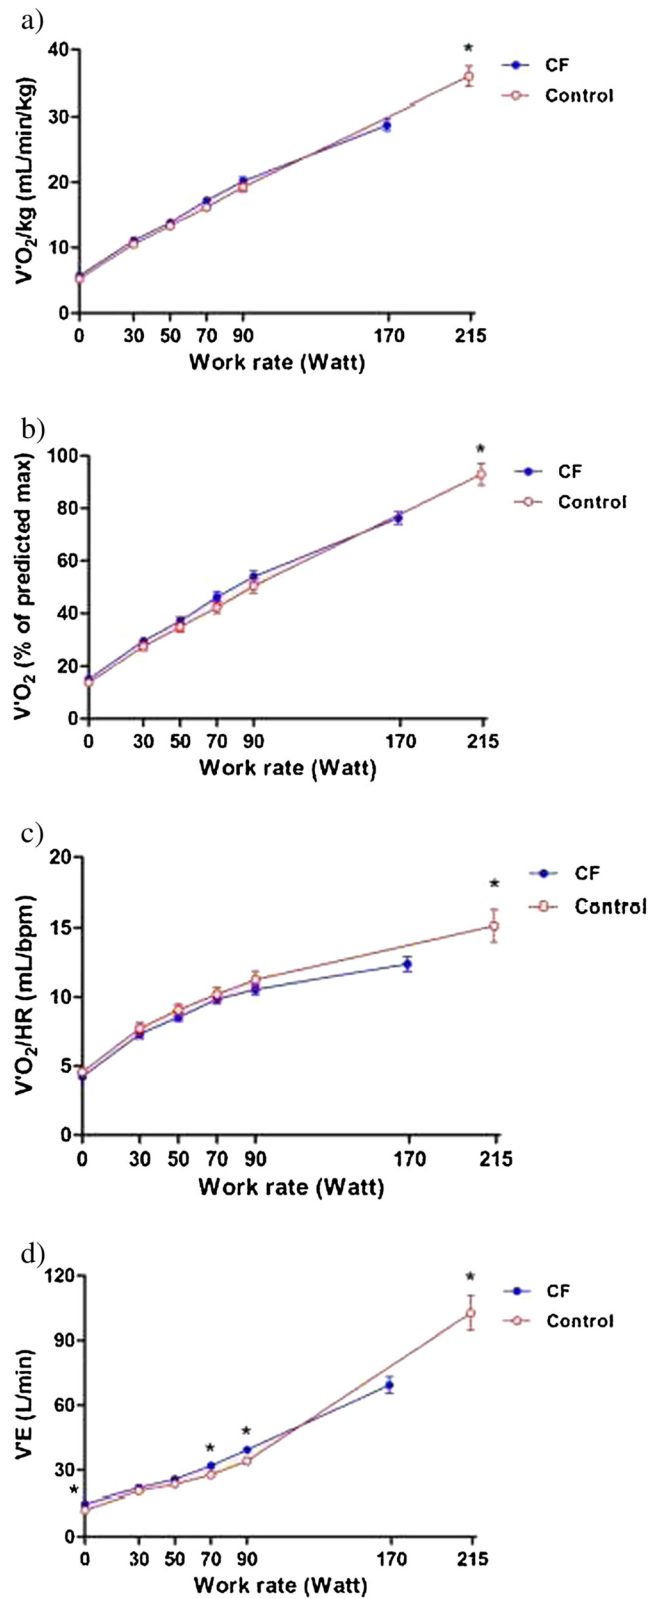 a)
40
30
20
10
0
V'O₂/kg (mL/min/kg)
*
CF
Control
0 30 50 70 90 170 215
Work rate (Watt)
b)
100
80
60
40
20
0
V'O₂ (% of predicted max)
*
CF
Control
0 30 50 70 90 170 215
Work rate (Watt)
c)
20
15
10
5
0
V'O₂/HR (mL/bpm)
*
CF
Control
0 30 50 70 90 170 215
Work rate (Watt)
d)
120
90
60
30
0
V'E (L/min)
* * * *
CF
Control
0 30 50 70 90 170 215
Work rate (Watt)